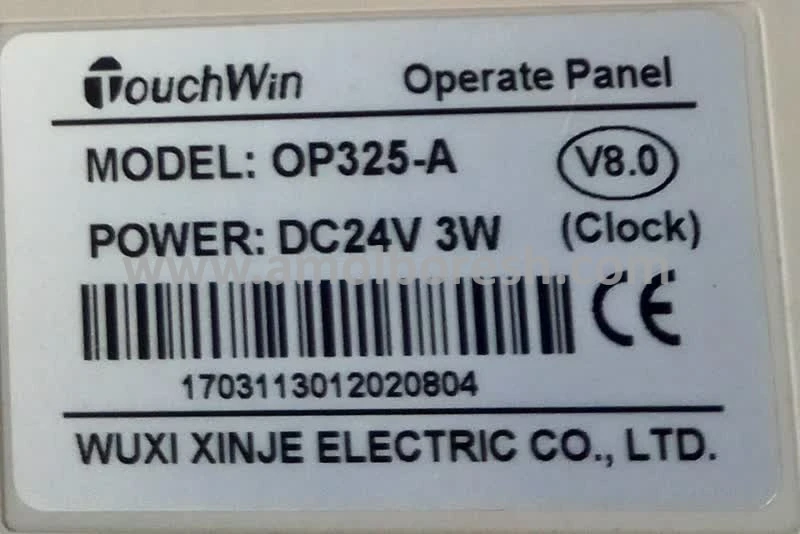 TouchWin Operate Panel
MODEL: OP325-A V8.0
POWER: DC24V 3W (Clock)
1703113012020804
CE
WUXI XINJE ELECTRIC CO., LTD.